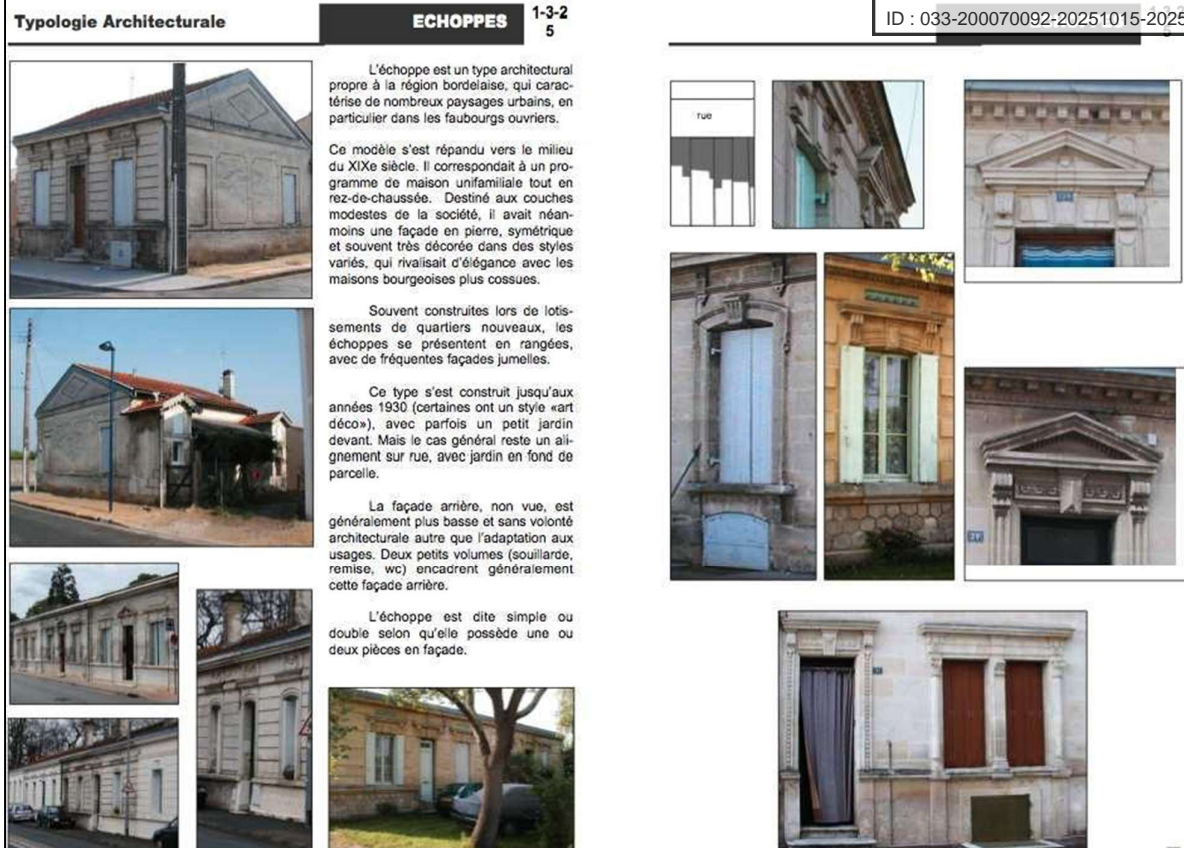 Typologie Architecturale
ECHOPPES
1-3-2
5
ID : 033-200070092-20251015-2025
L'échoppe est un type architectural
propre à la région bordelaise, qui carac-
térise de nombreux paysages urbains, en
particulier dans les faubourgs ouvriers.
Ce modèle s'est répandu vers le milieu
du XIXe siècle. Il correspondait à un pro-
gramme de maison unifamiliale tout en
rez-de-chaussée. Destiné aux couches
modestes de la société, il avait néan-
moins une façade en pierre, symétrique
et souvent très décorée dans des styles
variés, qui rivalisait d'élégance avec les
maisons bourgeoises plus cossues.
Souvent construites lors de lotis-
sements de quartiers nouveaux, les
échoppes se présentent en rangées,
avec de fréquentes façades jumelles.
Ce type s'est construit jusqu'aux
années 1930 (certaines ont un style «art
déco»), avec parfois un petit jardin
devant. Mais le cas général reste un ali-
gnement sur rue, avec jardin en fond de
parcelle.
La façade arrière, non vue, est
généralement plus basse et sans volonté
architecturale autre que l'adaptation aux
usages. Deux petits volumes (souillarde,
remise, wc) encadrent généralement
cette façade arrière.
L'échoppe est dite simple ou
double selon qu'elle possède une ou
deux pièces en façade.
rue